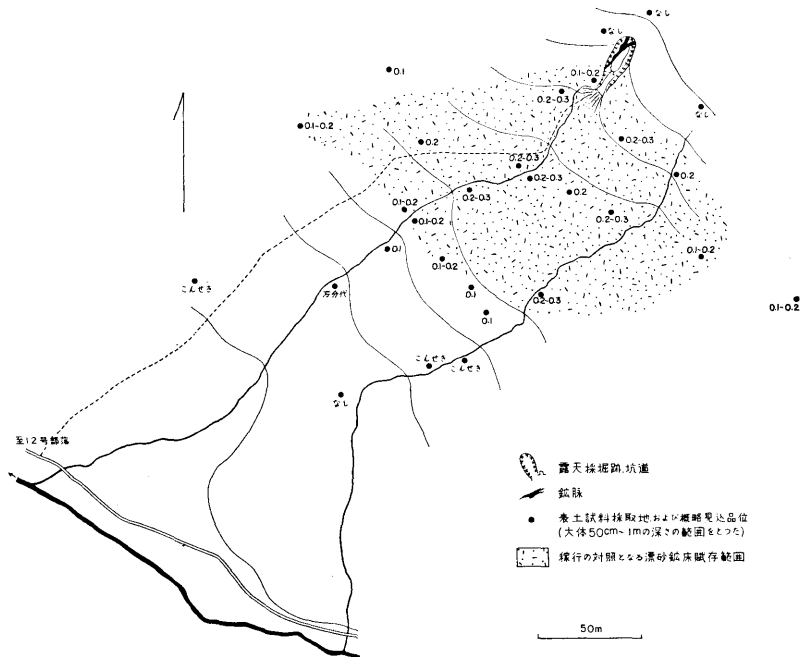 なし
なし
0.1
0.1~0.2
0.2~0.3
なし
0.1~0.2
0.2
0.2~0.3
0.2~0.3
0.2~0.3
0.2
0.2~0.3
0.2
0.1~0.2
0.1~0.2
0.2~0.3
0.1
0.1~0.2
0.1~0.2
こんせき
万分代
0.1
0.2~0.3
0.1~0.2
0.1
こんせき
こんせき
なし
至12号部落
露天採掘跡、坑道
鉱脈
表土試料採取地および概略見込品位
(大体50cm~1mの深さの範囲をとつた)
稼行の対照となる漂砂鉱床賦存範囲
50m